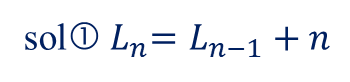 sol① Lₙ= Lₙ₋₁ + n